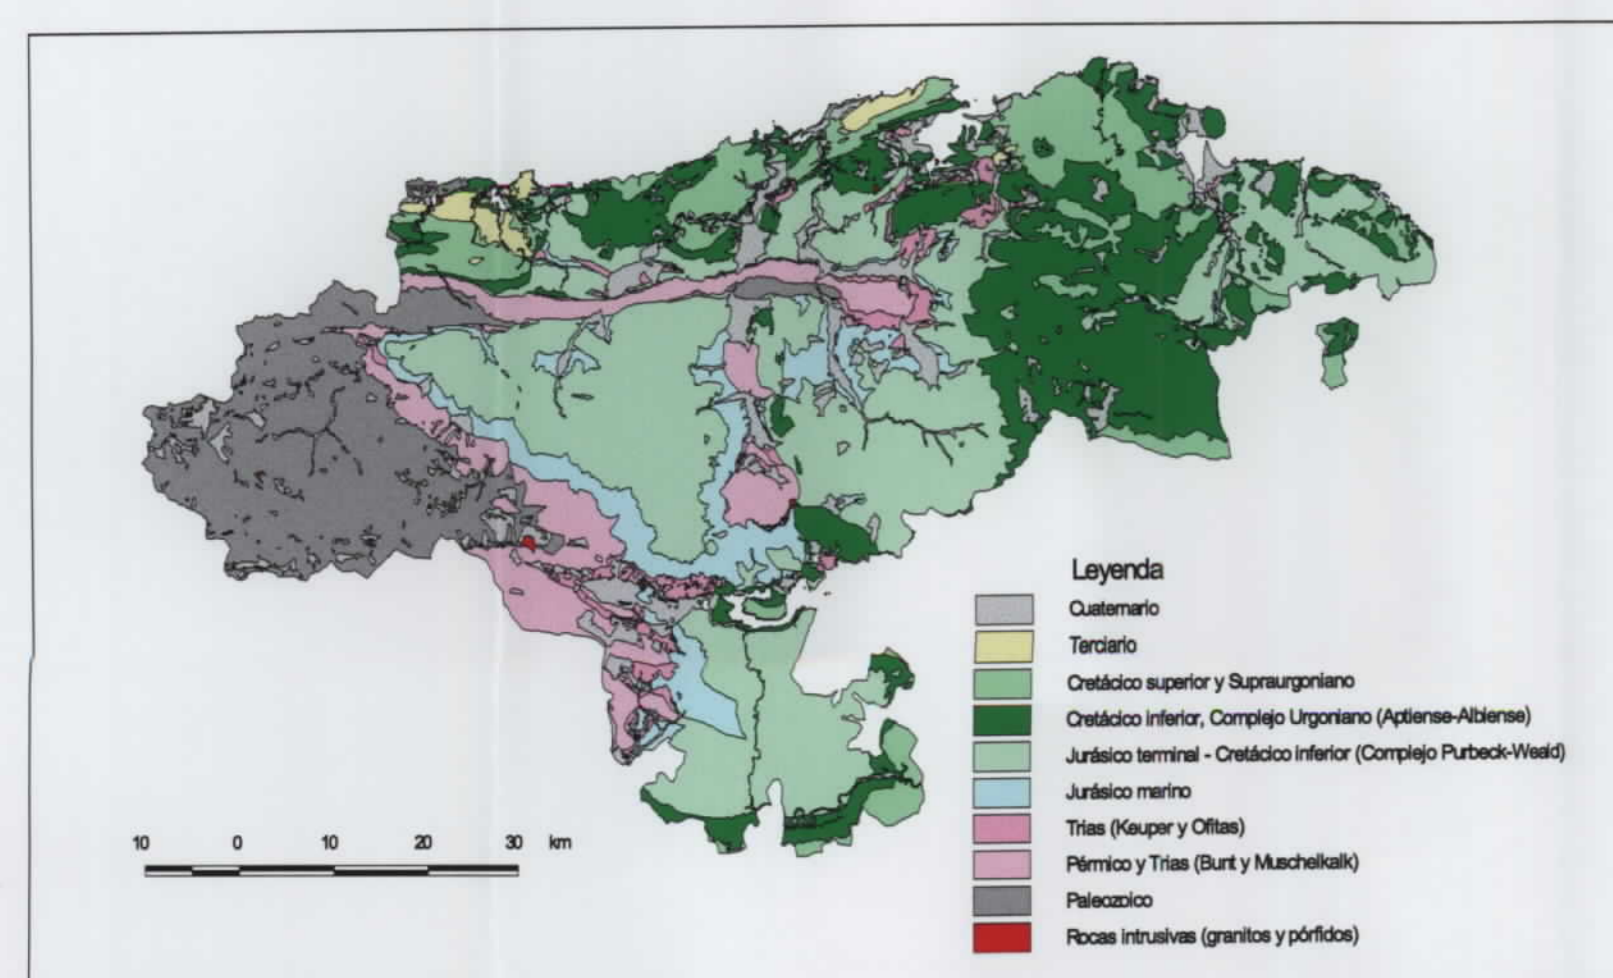 Leyenda
Cuaternario
Terciario
Cretácico superior y Supraurgoniano
Cretácico inferior, Complejo Urgoniano (Aptiense-Albiense)
Jurásico terminal - Cretácico inferior (Complejo Purbeck-Weald)
Jurásico marino
Trias (Keuper y Ofitas)
Pérmico y Trias (Bunt y Muschelkalk)
Paleozoico
Rocas intrusivas (granitos y pórfidos)
10 0 10 20 30 km